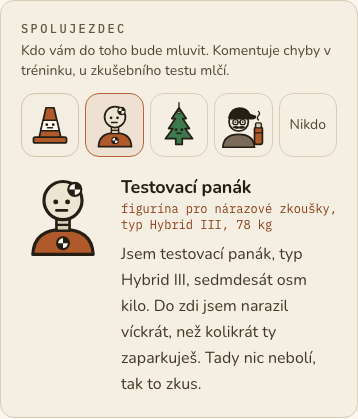 SPOLUJEZDEC
Kdo vám do toho bude mluvit. Komentuje chyby v
tréninku, u zkušebního testu mlčí.
Nikdo
Testovací panák
figurína pro nárazové zkoušky,
typ Hybrid III, 78 kg
Jsem testovací panák, typ
Hybrid III, sedmdesát osm
kilo. Do zdi jsem narazil
víckrát, než kolikrát ty
zaparkuješ. Tady nic nebolí,
tak to zkus.